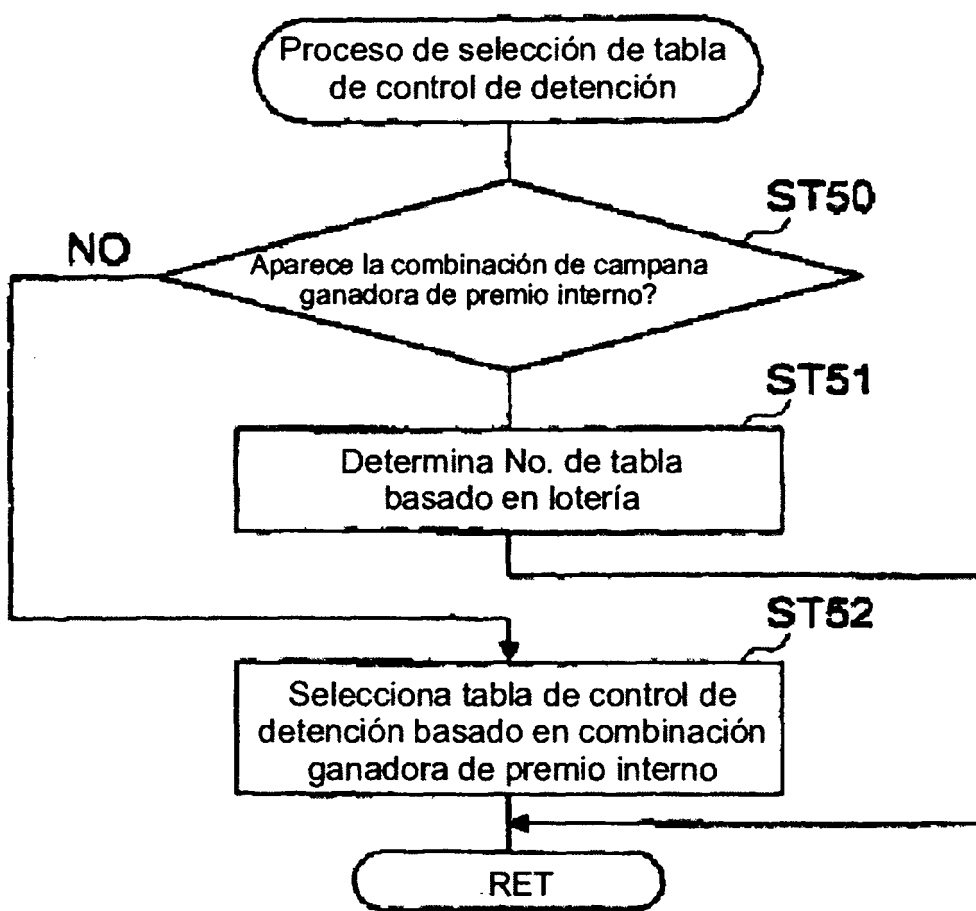 Proceso de selección de tabla
de control de detención
ST50
NO
Aparece la combinación de campana
ganadora de premio interno?
ST51
Determina No. de tabla
basado en lotería
ST52
Selecciona tabla de control de
detención basado en combinación
ganadora de premio interno
RET